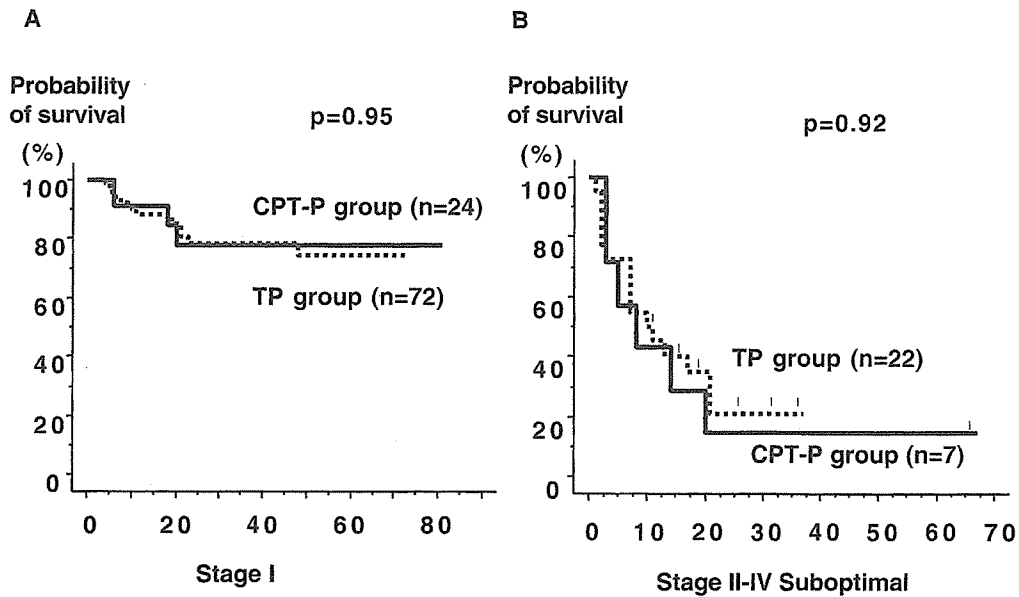 A
Probability
of survival
(%)
p=0.95
100
80
60
40
20
0
CPT-P group (n=24)
TP group (n=72)
0 20 40 60 80
Stage I
B
Probability
of survival
(%)
p=0.92
100
80
60
40
20
0
TP group (n=22)
CPT-P group (n=7)
0 10 20 30 40 50 60 70
Stage II-IV Suboptimal